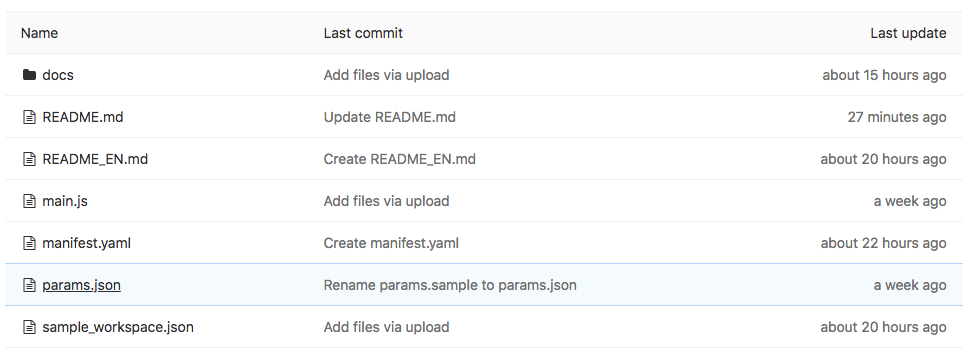 Name Last commit Last update
docs Add files via upload about 15 hours ago
README.md Update README.md 27 minutes ago
README_EN.md Create README_EN.md about 20 hours ago
main.js Add files via upload a week ago
manifest.yaml Create manifest.yaml about 22 hours ago
params.json Rename params.sample to params.json a week ago
sample_workspace.json Add files via upload about 20 hours ago